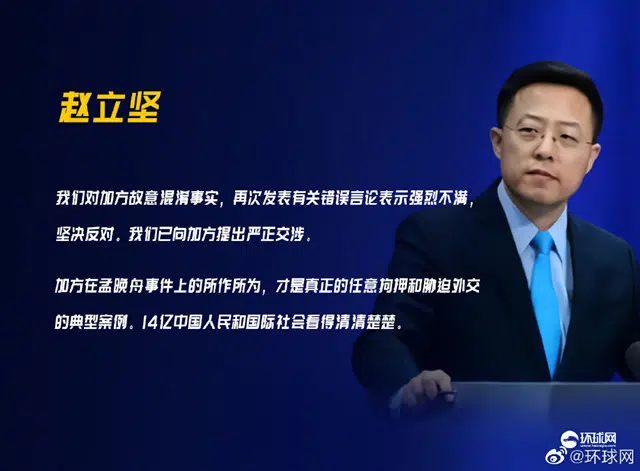 赵立坚
我们对加方故意混淆事实，再次发表有关错误言论表示强烈不满，
坚决反对。我们已向加方提出严正交涉。
加方在孟晚舟事件上的所作所为，才是真正的任意拘押和胁迫外交
的典型案例。14亿中国人民和国际社会看得清清楚楚。
环球网
@环球网